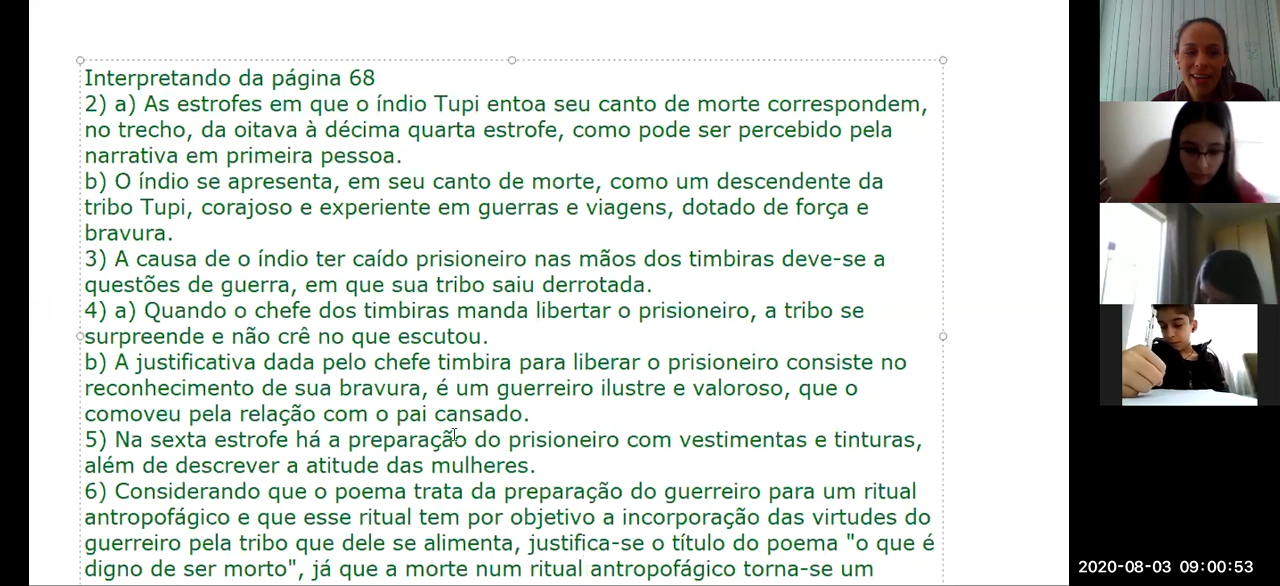 Interpretando da página 68
2) a) As estrofes em que o índio Tupi entoa seu canto de morte correspondem,
no trecho, da oitava à décima quarta estrofe, como pode ser percebido pela
narrativa em primeira pessoa.
b) O índio se apresenta, em seu canto de morte, como um descendente da
tribo Tupi, corajoso e experiente em guerras e viagens, dotado de força e
bravura.
3) A causa de o índio ter caído prisioneiro nas mãos dos timbiras deve-se a
questões de guerra, em que sua tribo saiu derrotada.
4) a) Quando o chefe dos timbiras manda libertar o prisioneiro, a tribo se
surpreende e não crê no que escutou.
b) A justificativa dada pelo chefe timbira para liberar o prisioneiro consiste no
reconhecimento de sua bravura, é um guerreiro ilustre e valoroso, que o
comoveu pela relação com o pai cansado.
5) Na sexta estrofe há a preparação do prisioneiro com vestimentas e tinturas,
além de descrever a atitude das mulheres.
6) Considerando que o poema trata da preparação do guerreiro para um ritual
antropofágico e que esse ritual tem por objetivo a incorporação das virtudes do
guerreiro pela tribo que dele se alimenta, justifica-se o título do poema "o que é
digno de ser morto", já que a morte num ritual antropofágico torna-se um
2020-08-03 09:00:53